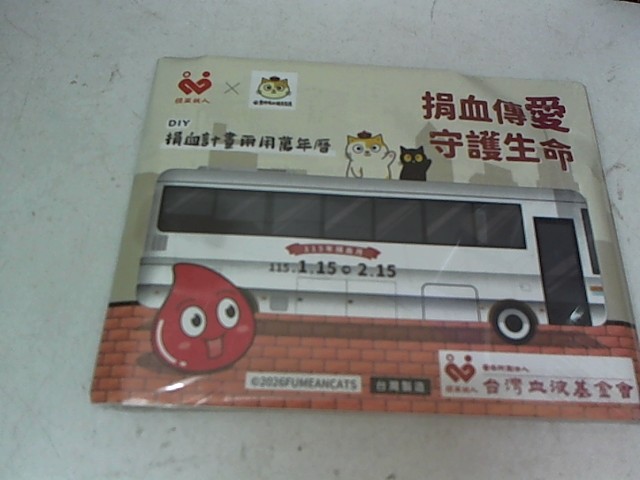 捐血傳愛
守護生命
DIY
捐血計畫兩用萬年曆
115.1.15 2.15
©2026FUMEANCATS
台灣製造
台灣血液基金會